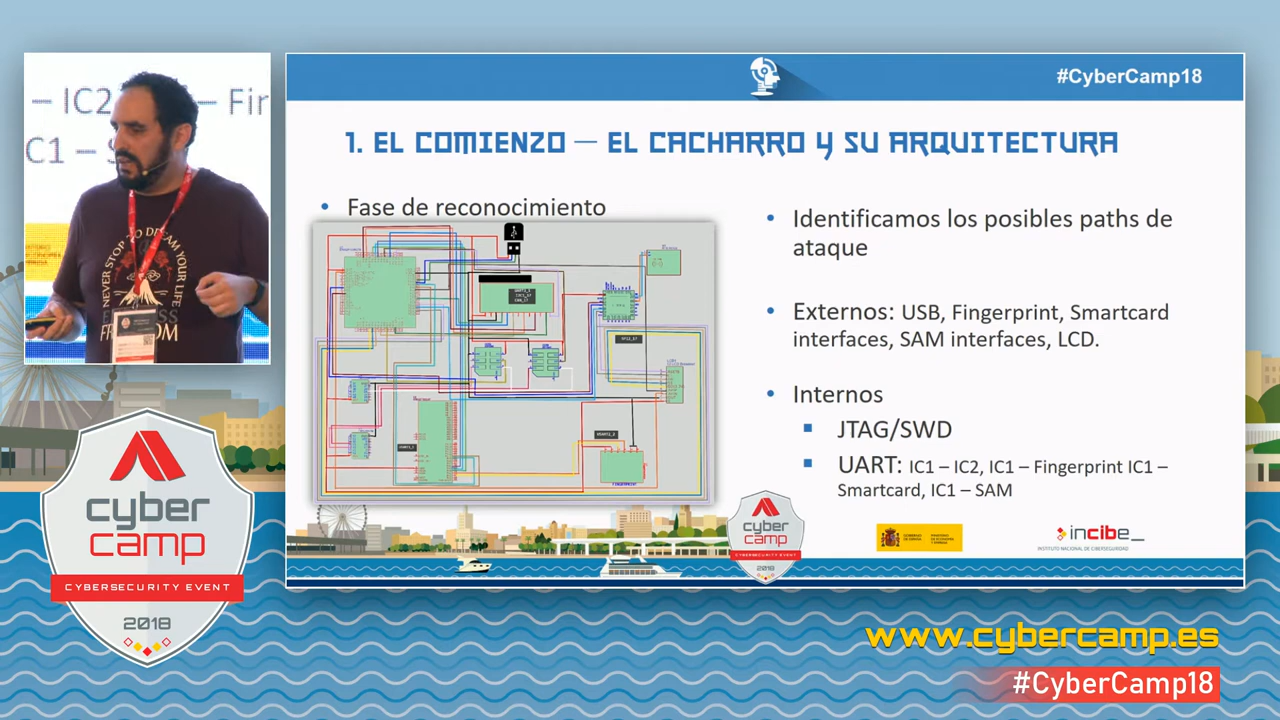 #CyberCamp18
1. EL COMIENZO — EL CACHARRO Y SU ARQUITECTURA
• Fase de reconocimiento
• Identificamos los posibles paths de
ataque
• Externos: USB, Fingerprint, Smartcard
interfaces, SAM interfaces, LCD.
• Internos
JTAG/SWD
UART: IC1 – IC2, IC1 – Fingerprint IC1 –
Smartcard, IC1 – SAM
cyber
camp
CYBERSECURITY EVENT
2018
incibe_
INSTITUTO NACIONAL DE CIBERSEGURIDAD
– IC2
– Fir
C1 – S
NEVER STOP TO DREAM YOUR LIFE
cyber
camp
CYBERSECURITY EVENT
2018
www.cybercamp.es
#CyberCamp18